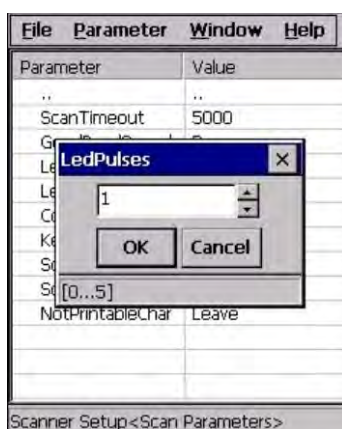 File Parameter Window Help
Parameter Value
.. ..
ScanTimeout 5000
LedPulses
1
OK Cancel
[0...5]
NotPrintableChar Leave
Scanner Setup<Scan Parameters>